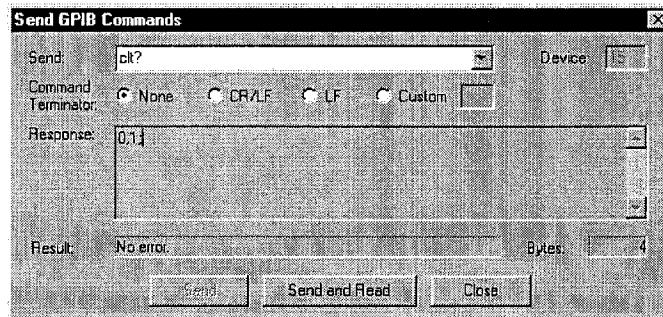 Send GPIB Commands
Send: clt? Device: 15
Command Terminator: None CR/LF LF Custom
Response: 0,1;
Result: No error. Bytes: 4
Send Send and Read Close